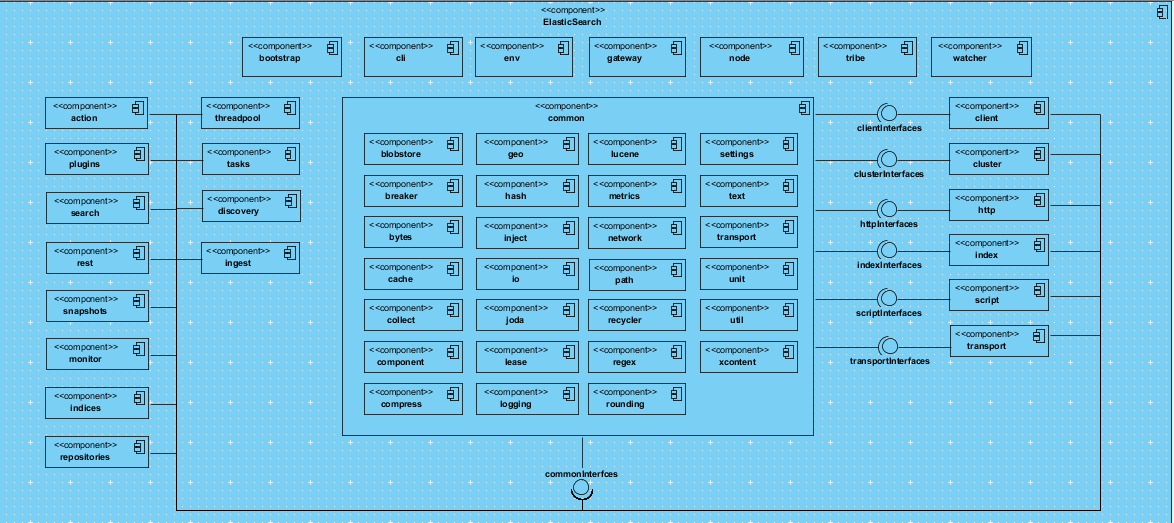 <<component>>
ElasticSearch
<<component>>
bootstrap
<<component>>
cli
<<component>>
env
<<component>>
gateway
<<component>>
node
<<component>>
tribe
<<component>>
watcher
<<component>>
action
<<component>>
threadpool
<<component>>
plugins
<<component>>
tasks
<<component>>
search
<<component>>
discovery
<<component>>
rest
<<component>>
ingest
<<component>>
snapshots
<<component>>
monitor
<<component>>
indices
<<component>>
repositories
<<component>>
common
<<component>>
blobstore
<<component>>
geo
<<component>>
lucene
<<component>>
settings
<<component>>
breaker
<<component>>
hash
<<component>>
metrics
<<component>>
text
<<component>>
bytes
<<component>>
inject
<<component>>
network
<<component>>
transport
<<component>>
cache
<<component>>
io
<<component>>
path
<<component>>
unit
<<component>>
collect
<<component>>
joda
<<component>>
recycler
<<component>>
util
<<component>>
component
<<component>>
lease
<<component>>
regex
<<component>>
xcontent
<<component>>
compress
<<component>>
logging
<<component>>
rounding
clientInterfaces
<<component>>
client
clusterInterfaces
<<component>>
cluster
httpInterfaces
<<component>>
http
indexInterfaces
<<component>>
index
scriptInterfaces
<<component>>
script
transportInterfaces
<<component>>
transport
commonInterfces